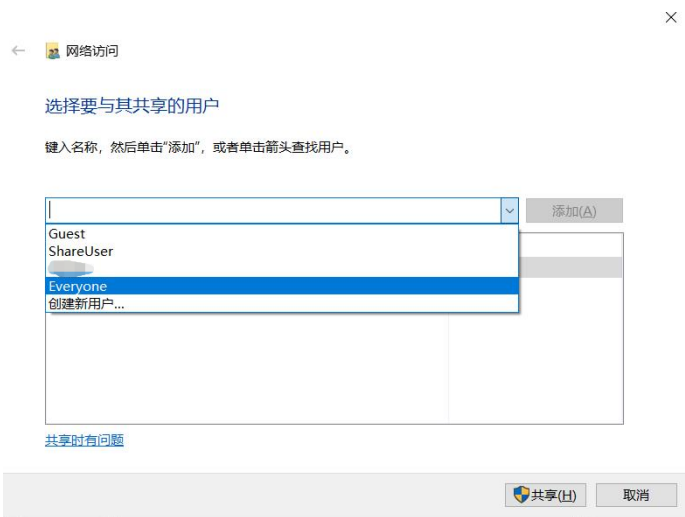 网络访问
选择要与其共享的用户
键入名称，然后单击"添加"，或者单击箭头查找用户。
添加(A)
Guest
ShareUser
Everyone
创建新用户...
共享时有问题
共享(H)
取消